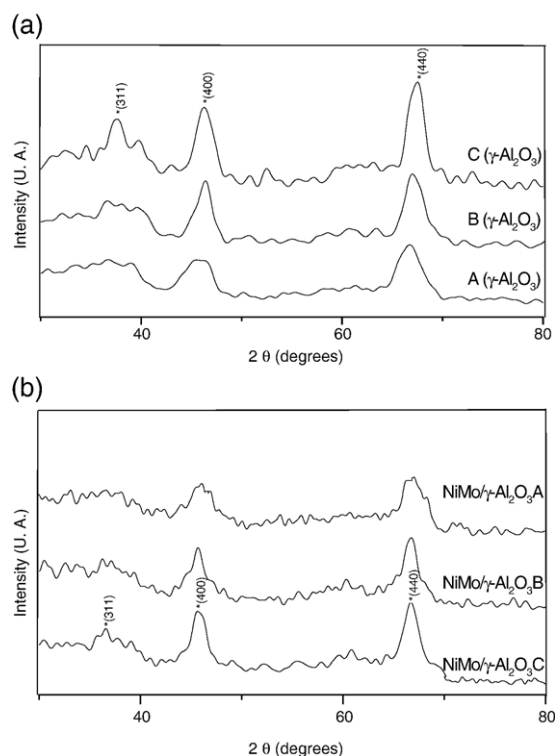 (a)
*(311)
*(400)
*(440)
C (γ-Al₂O₃)
B (γ-Al₂O₃)
A (γ-Al₂O₃)
Intensity (U. A.)
40 60 80
2 θ (degrees)
(b)
NiMo/γ-Al₂O₃A
NiMo/γ-Al₂O₃B
*(311)
*(400)
*(440)
NiMo/γ-Al₂O₃C
Intensity (U. A.)
40 60 80
2 θ (degrees)